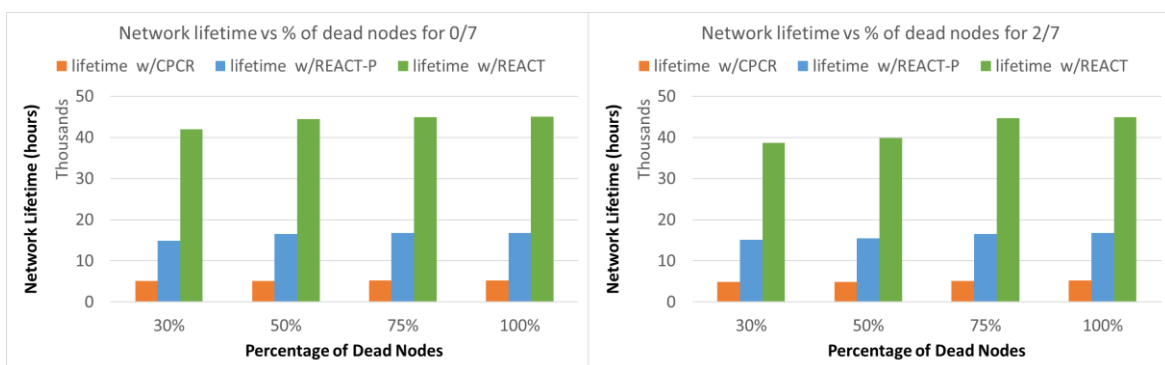 Network lifetime vs % of dead nodes for 0/7
lifetime w/CPCR lifetime w/REACT-P lifetime w/REACT
Network Lifetime (hours)
Thousands
50
40
30
20
10
0
30% 50% 75% 100%
Percentage of Dead Nodes
Network lifetime vs % of dead nodes for 2/7
lifetime w/CPCR lifetime w/REACT-P lifetime w/REACT
Network Lifetime (hours)
Thousands
50
40
30
20
10
0
30% 50% 75% 100%
Percentage of Dead Nodes